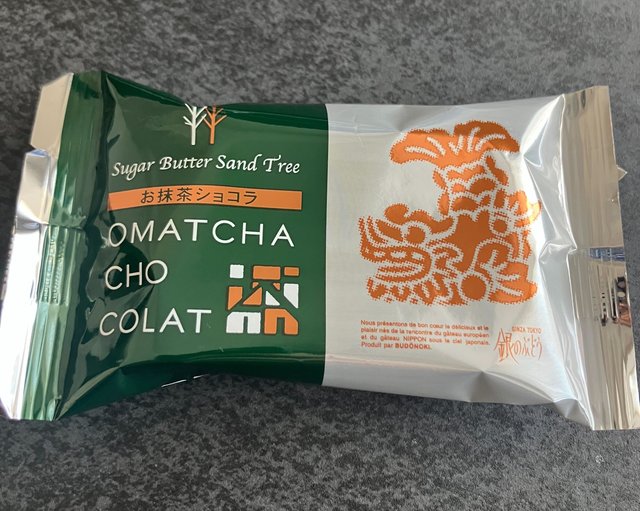 Sugar Butter Sand Tree
お抹茶ショコラ
OMATCHA
CHO
COLAT
Nous présentons de bon cœur le délicieux et le
plaisir nés de la rencontre du gâteau européen
et du gâteau NIPPON sous le ciel japonais.
Produit par BUDŌNOKI.
GINZA TOKYO
銀のぶどう